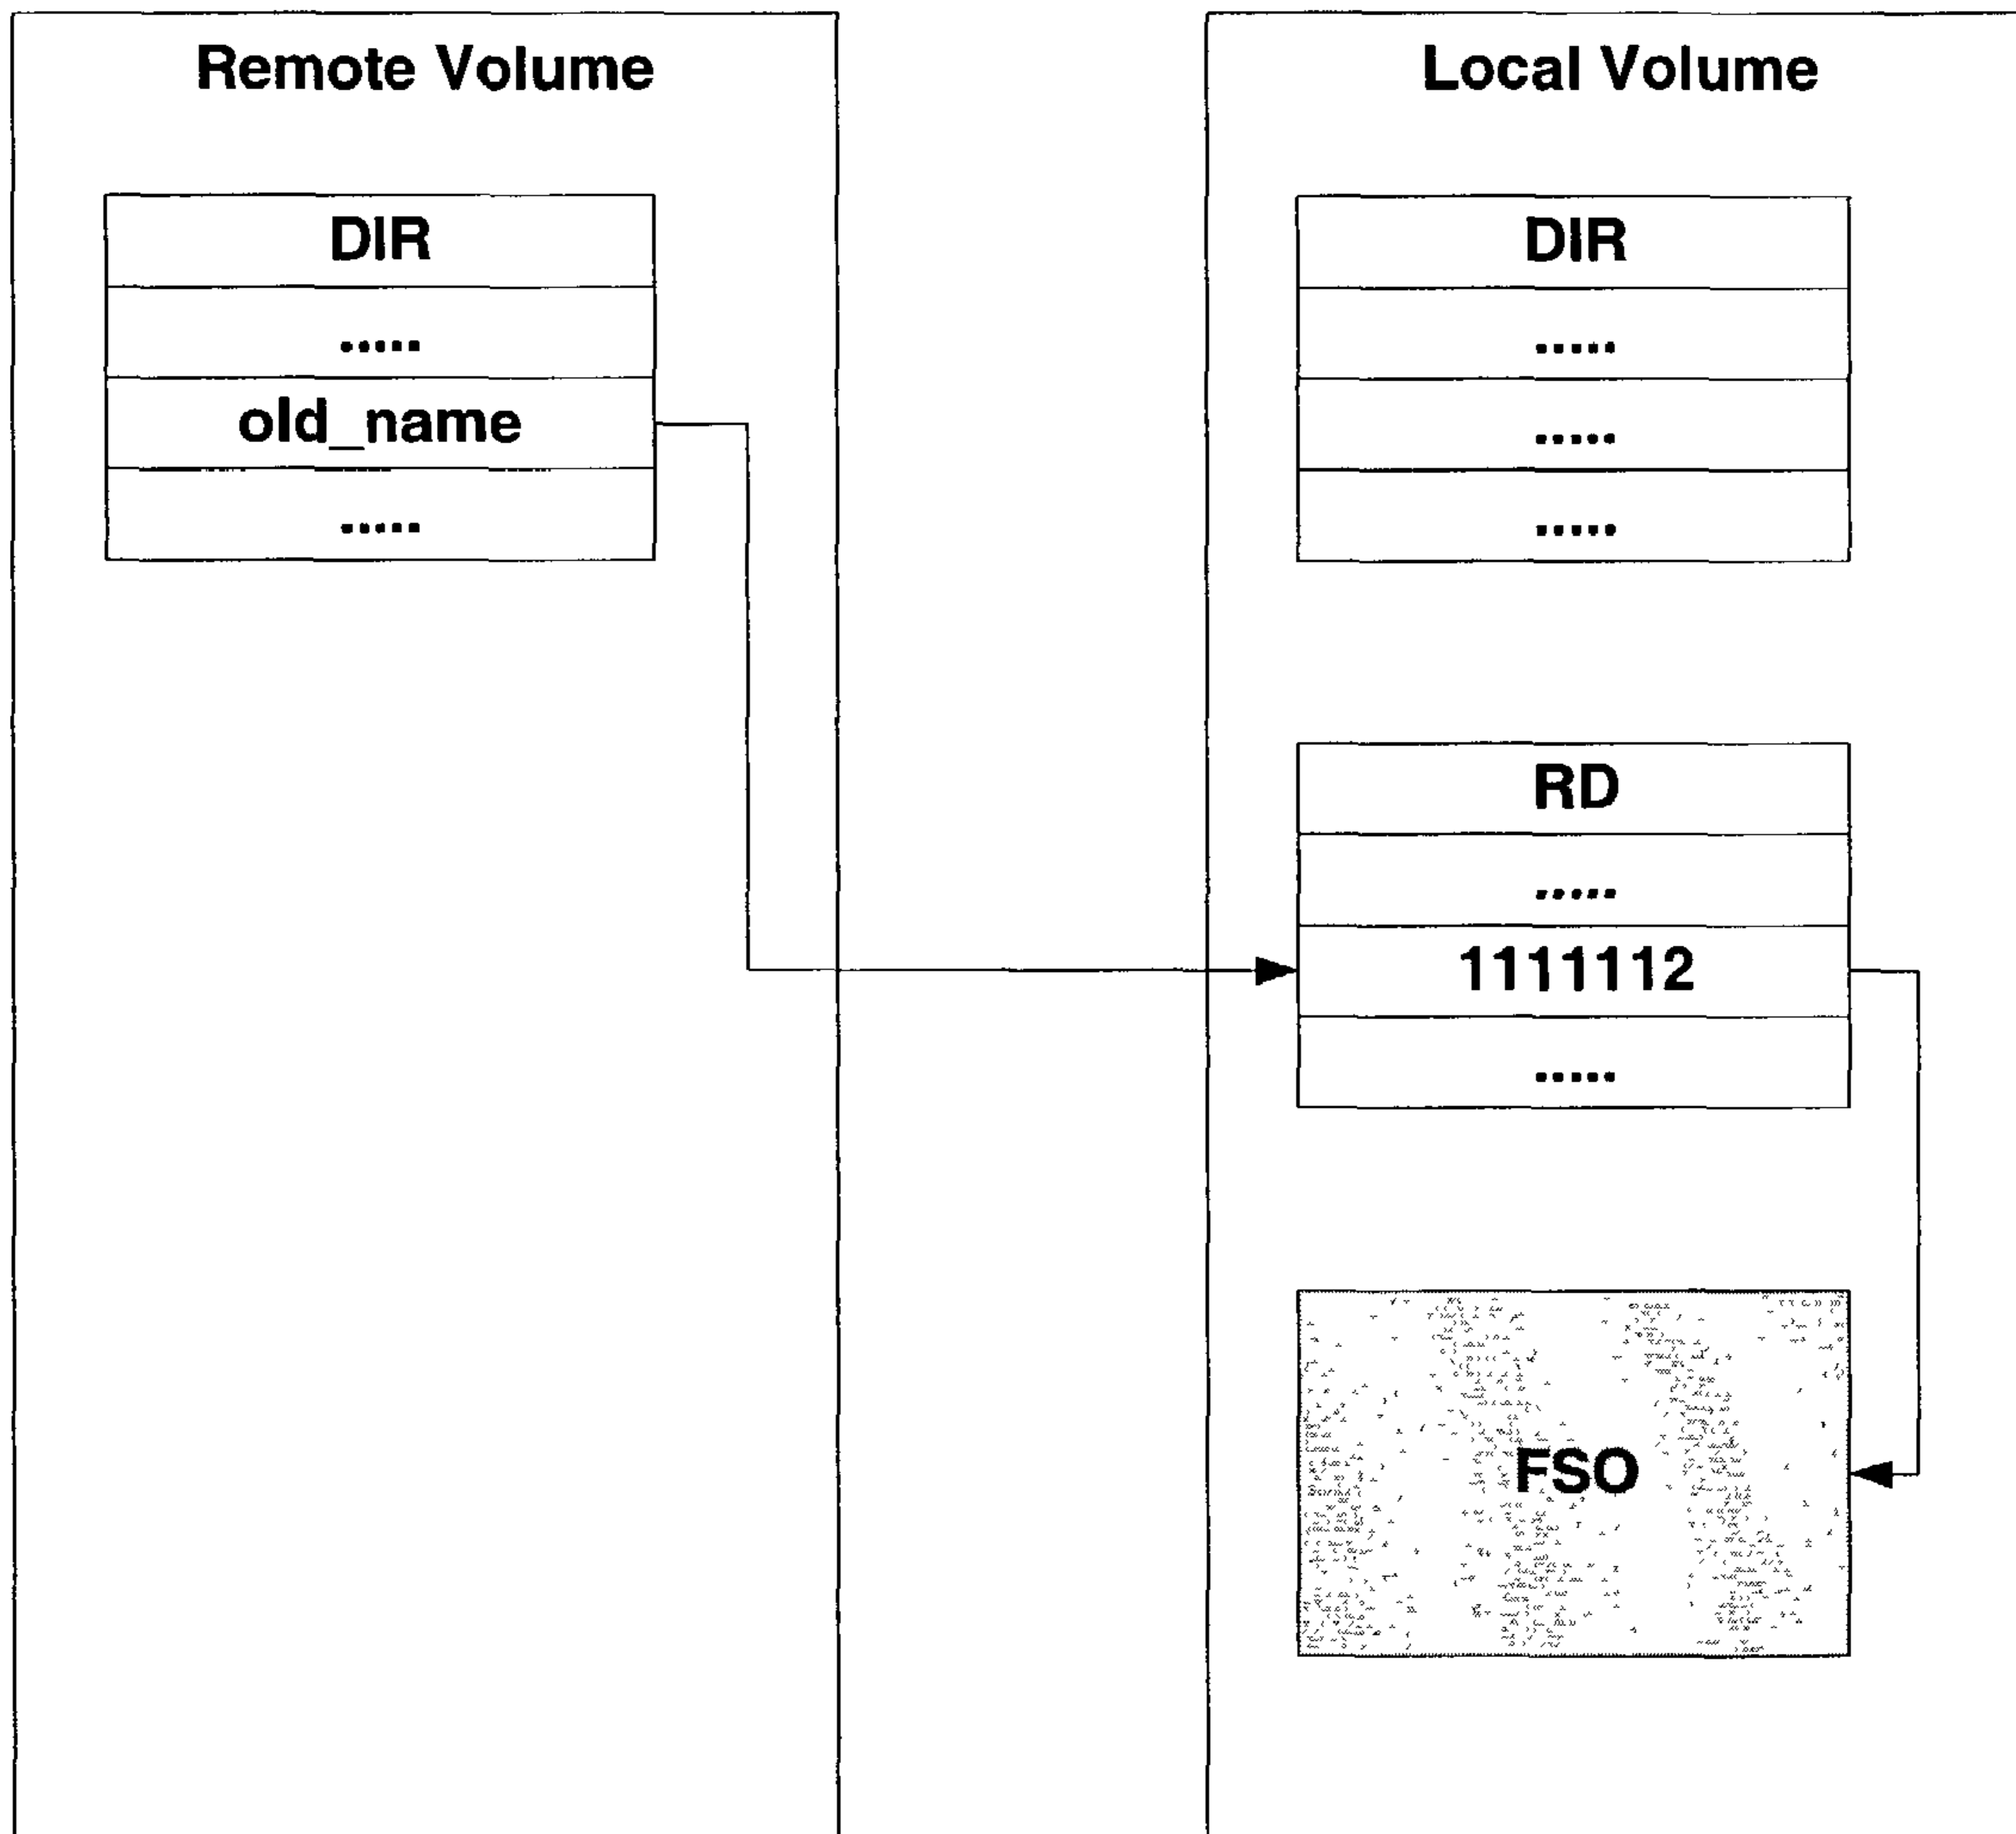 Remote Volume
DIR
.....
old_name
.....
Local Volume
DIR
.....
.....
.....
RD
.....
1111112
.....
FSO